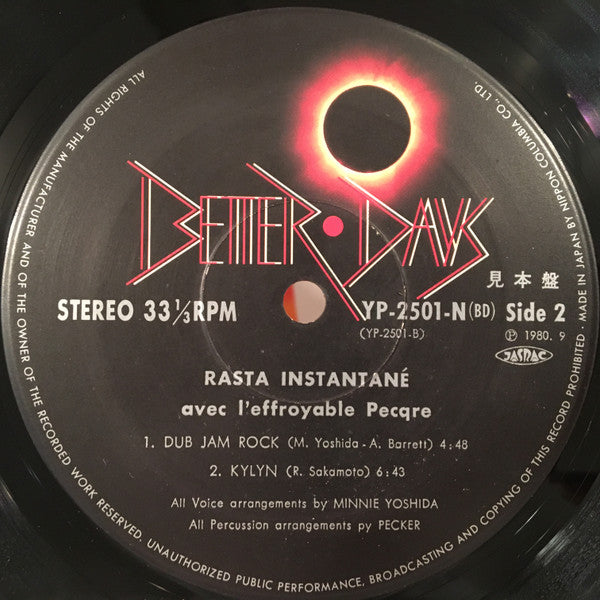 BETTER·DAYS
見本盤
STEREO 33 1/3 RPM
YP-2501-N(BD) Side 2
(YP-2501-B)
Ⓟ 1980. 9
JASRAC
RASTA INSTANTANÉ
avec l'effroyable Pecqre
1. DUB JAM ROCK (M. Yoshida - A. Barrett) 4:48
2. KYLYN (R. Sakamoto) 6:43
All Voice arrangements by MINNIE YOSHIDA
All Percussion arrangements py PECKER
ALL RIGHTS OF THE MANUFACTURER AND OF THE OWNER OF THE RECORDED WORK RESERVED. UNAUTHORIZED PUBLIC PERFORMANCE, BROADCASTING AND COPYING OF THIS RECORD PROHIBITED · MADE IN JAPAN BY NIPPON COLUMBIA CO., LTD.